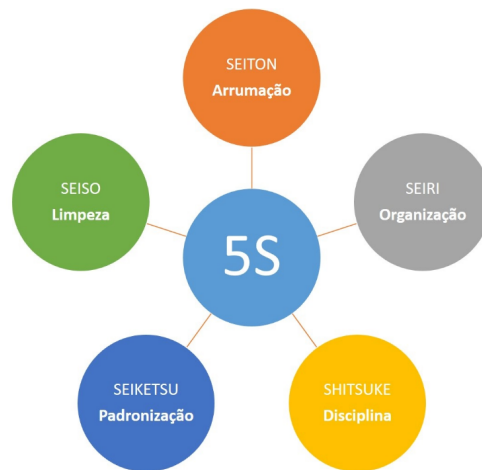 SEITON
Arrumação
SEISO
Limpeza
SEIRI
Organização
5S
SEIKETSU
Padronização
SHITSUKE
Disciplina